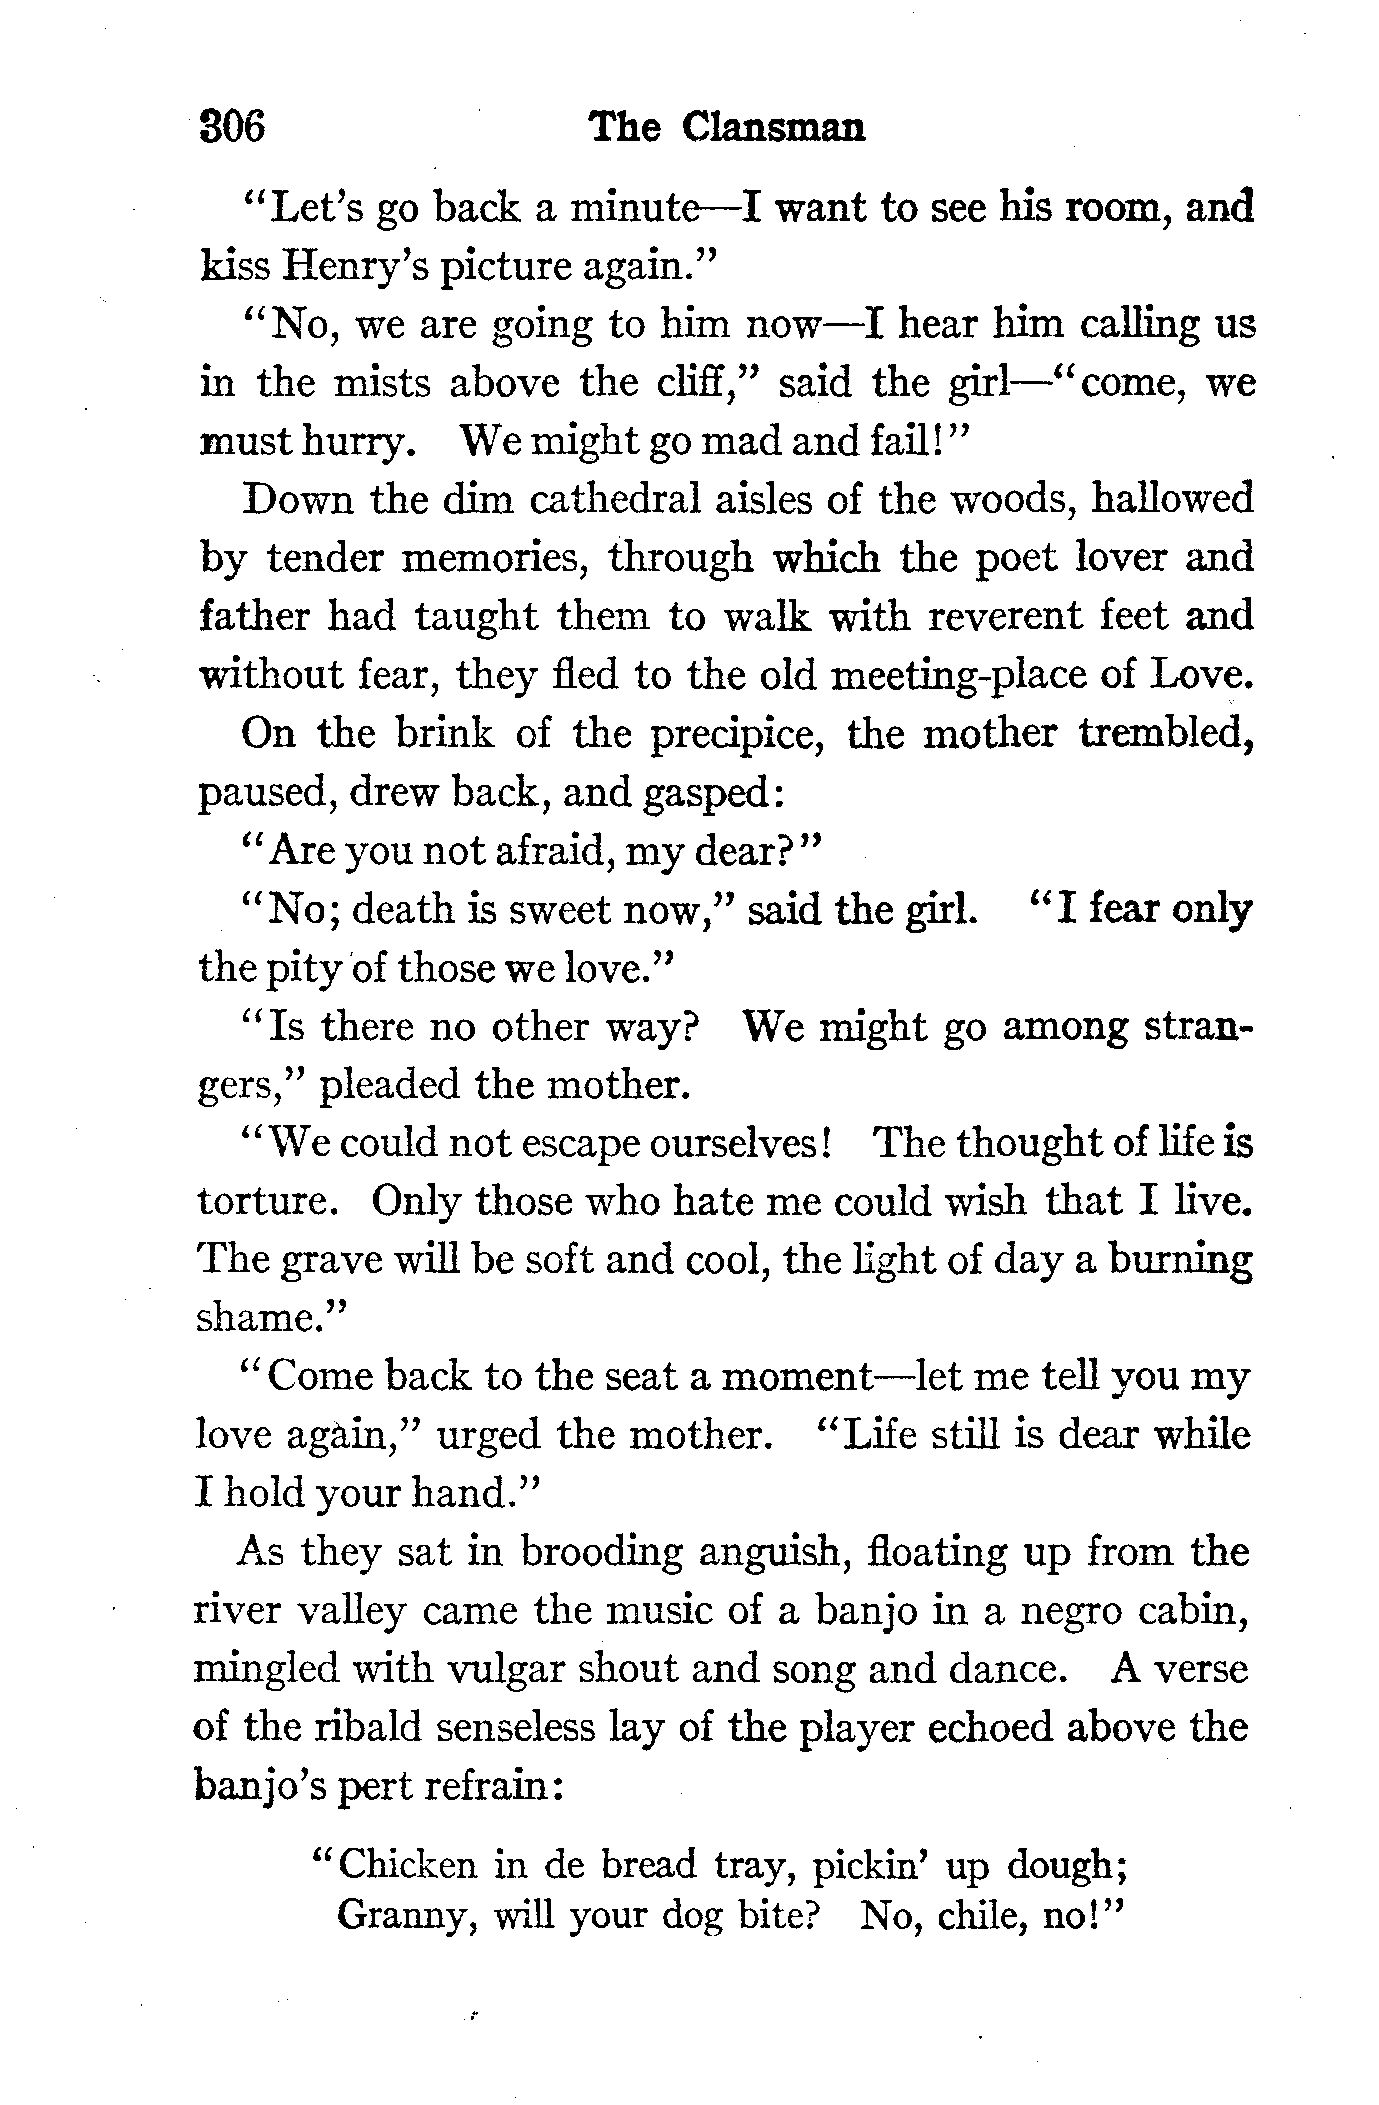 306 The Clansman
“Let’s go back a minute—I want to see his room, and
kiss Henry’s picture again.”
“No, we are going to him now—I hear him calling us
in the mists above the cliff,” said the girl—“come, we
must hurry. We might go mad and fail!”
Down the dim cathedral aisles of the woods, hallowed
by tender memories, through which the poet lover and
father had taught them to walk with reverent feet and
without fear, they fled to the old meeting-place of Love.
On the brink of the precipice, the mother trembled,
paused, drew back, and gasped:
“Are you not afraid, my dear?”
“No; death is sweet now,” said the girl. “I fear only
the pity of those we love.”
“Is there no other way? We might go among stran-
gers,” pleaded the mother.
“We could not escape ourselves! The thought of life is
torture. Only those who hate me could wish that I live.
The grave will be soft and cool, the light of day a burning
shame.”
“Come back to the seat a moment—let me tell you my
love again,” urged the mother. “Life still is dear while
I hold your hand.”
As they sat in brooding anguish, floating up from the
river valley came the music of a banjo in a negro cabin,
mingled with vulgar shout and song and dance. A verse
of the ribald senseless lay of the player echoed above the
banjo’s pert refrain:
“Chicken in de bread tray, pickin’ up dough;
Granny, will your dog bite? No, chile, no!”